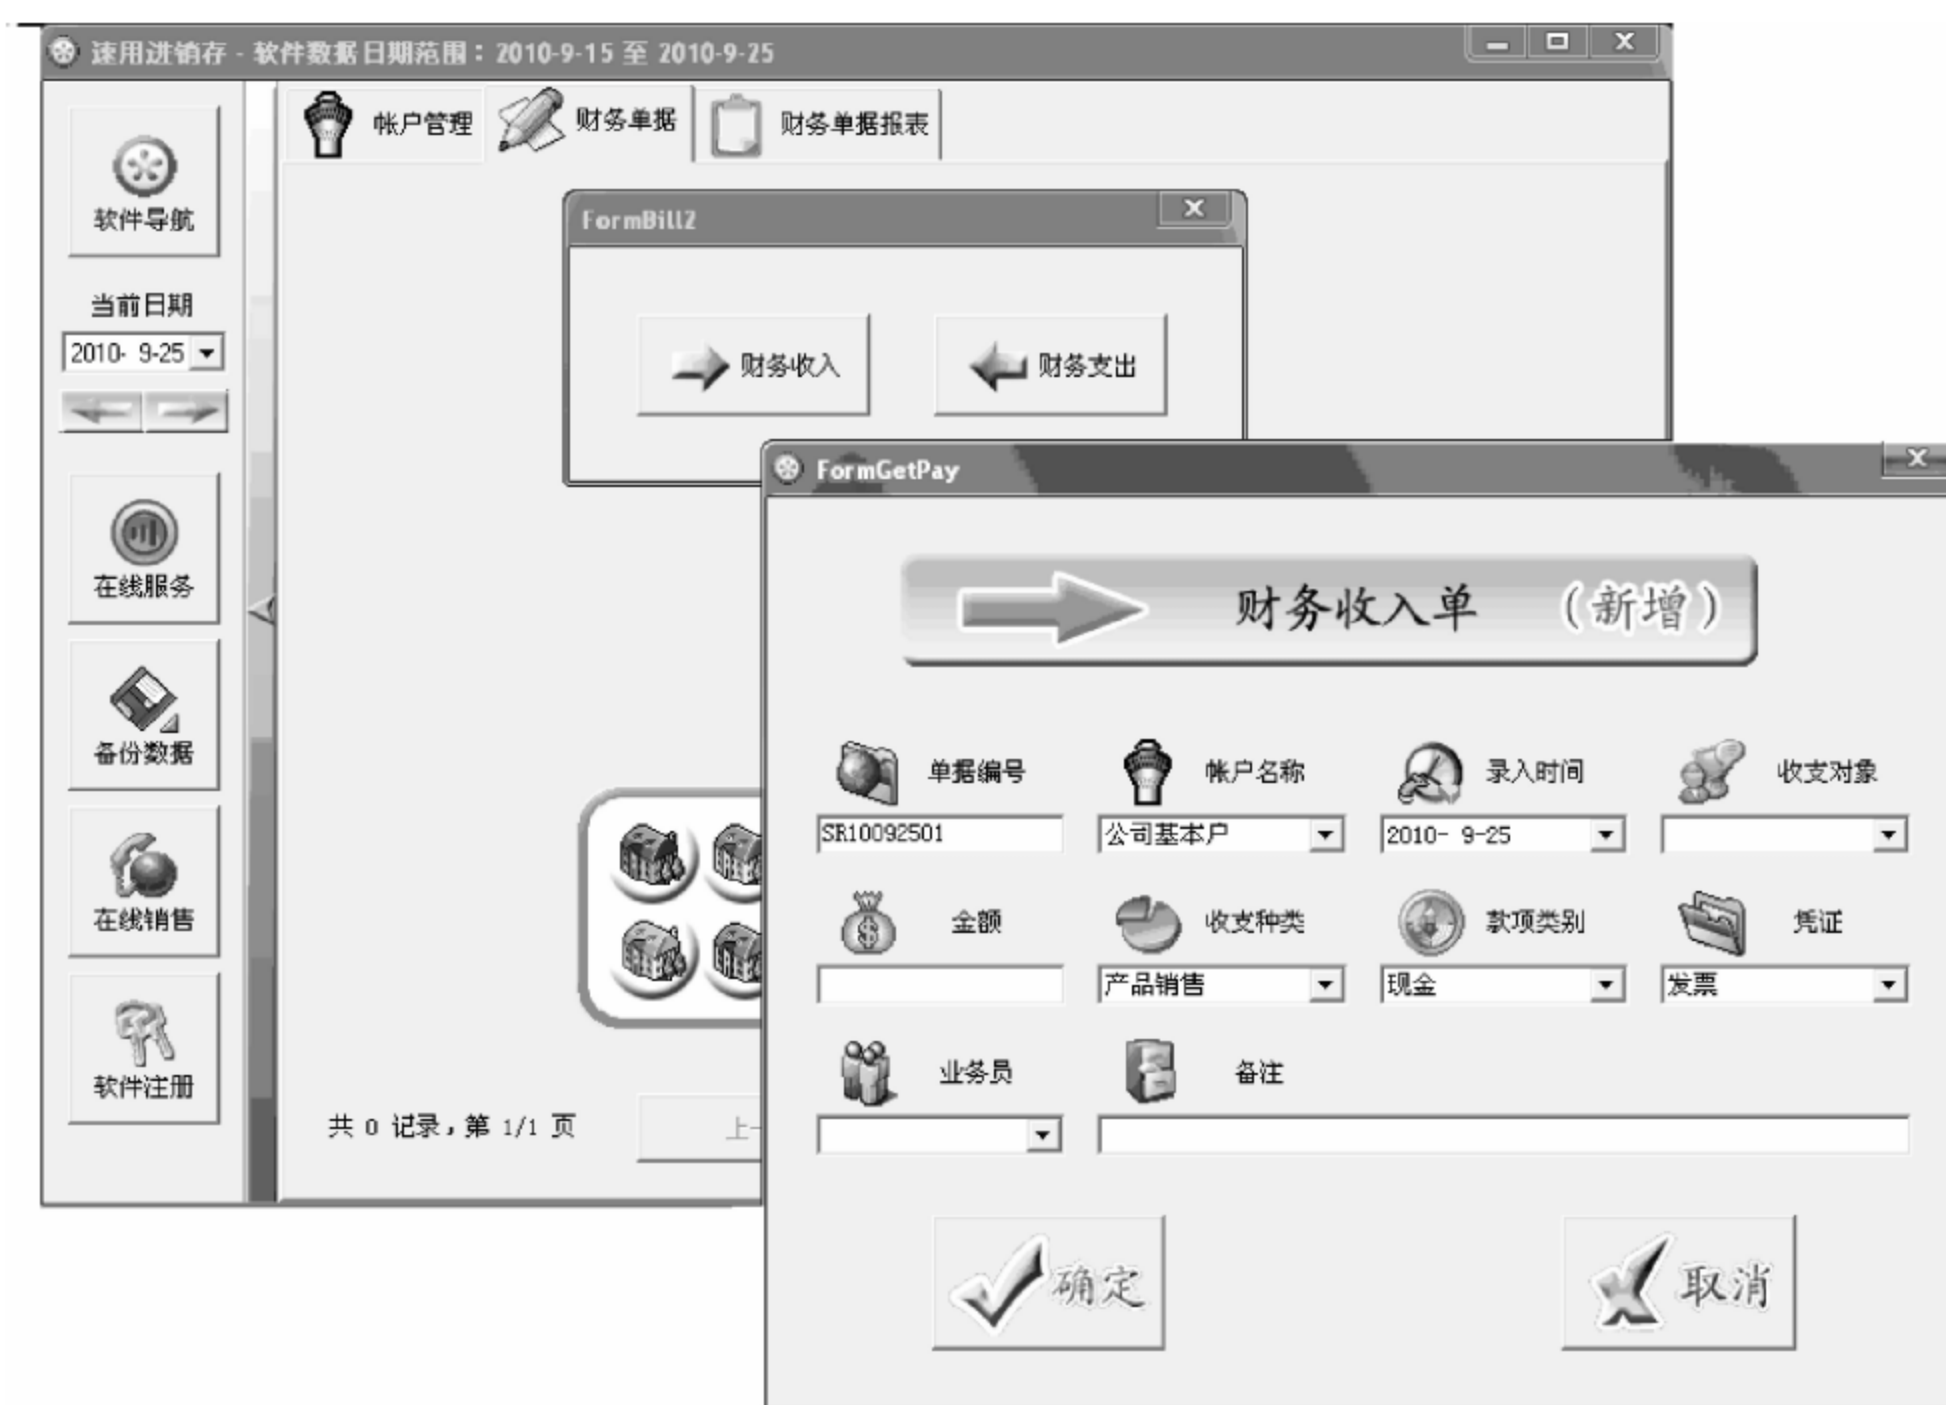 速用进销存 - 软件数据日期范围：2010-9-15 至 2010-9-25
帐户管理
财务单据
财务单据报表
软件导航
当前日期
2010- 9-25
在线服务
备份数据
在线销售
软件注册
FormBill2
财务收入
财务支出
共 0 记录，第 1/1 页
上一
FormGetPay
财务收入单 （新增）
单据编号 帐户名称 录入时间 收支对象
SR10092501 公司基本户 2010- 9-25
金额 收支种类 款项类别 凭证
产品销售 现金 发票
业务员 备注
确定 取消